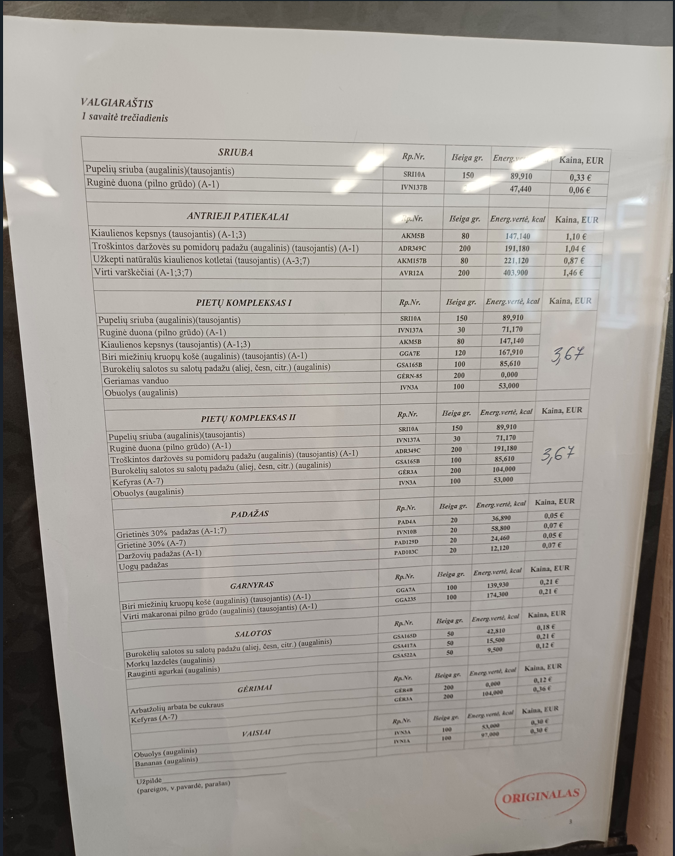 VALGIARAŠTIS
1 savaitė trečiadienis
SRIUBA Rp.Nr. Išeiga gr. Energ. Kaina, EUR
Pupelių sriuba (augalinis)(tausojantis) SRI10A 150 89,910 0,33 €
Ruginė duona (pilno grūdo) (A-1) IVN137B 47,440 0,06 €
ANTRIEJI PATIEKALAI Rp.Nr. Išeiga gr. Energ.vertė, kcal Kaina, EUR
Kiaulienos kepsnys (tausojantis) (A-1;3) AKM5B 80 147,140 1,10 €
Troškintos daržovės su pomidorų padažu (augalinis) (tausojantis) (A-1) ADR349C 200 191,180 1,04 €
Užkepti natūralūs kiaulienos kotletai (tausojantis) (A-3;7) AKM157B 80 221,120 0,87 €
Virti varškėčiai (A-1;3;7) AVR12A 200 403,900 1,46 €
PIETŲ KOMPLEKSAS I Rp.Nr. Išeiga gr. Energ.vertė, kcal Kaina, EUR
Pupelių sriuba (augalinis)(tausojantis) SRI10A 150 89,910
Ruginė duona (pilno grūdo) (A-1) IVN137A 30 71,170
Kiaulienos kepsnys (tausojantis) (A-1;3) AKM5B 80 147,140
Biri miežinių kruopų košė (augalinis) (tausojantis) (A-1) GGA7E 120 167,910 3,67
Burokėlių salotos su salotų padažu (aliej, česn, citr.) (augalinis) GSA165B 100 85,610
Geriamas vanduo GĖRN-85 200 0,000
Obuolys (augalinis) IVN3A 100 53,000
PIETŲ KOMPLEKSAS II Rp.Nr. Išeiga gr. Energ.vertė, kcal Kaina, EUR
Pupelių sriuba (augalinis)(tausojantis) SRI10A 150 89,910
Ruginė duona (pilno grūdo) (A-1) IVN137A 30 71,170
Troškintos daržovės su pomidorų padažu (augalinis) (tausojantis) (A-1) ADR349C 200 191,180 3,67
Burokėlių salotos su salotų padažu (aliej, česn, citr.) (augalinis) GSA165B 100 85,610
Kefyras (A-7) GĖR3A 200 104,000
Obuolys (augalinis) IVN3A 100 53,000
PADAŽAS Rp.Nr. Išeiga gr. Energ.vertė, kcal Kaina, EUR
Grietinės 30% padažas (A-1;7) PAD4A 20 36,890 0,05 €
Grietinė 30% (A-7) IVN10B 20 58,800 0,07 €
Daržovių padažas (A-1) PAD129D 20 24,460 0,05 €
Uogų padažas PAD103C 20 12,120 0,07 €
GARNYRAS Rp.Nr. Išeiga gr. Energ.vertė, kcal Kaina, EUR
Biri miežinių kruopų košė (augalinis) (tausojantis) (A-1) GGA7A 100 139,930 0,21 €
Virti makaronai pilno grūdo (augalinis) (tausojantis) (A-1) GGA235 100 174,300 0,21 €
SALOTOS Rp.Nr. Išeiga gr. Energ.vertė, kcal Kaina, EUR
Burokėlių salotos su salotų padažu (aliej, česn, citr.) (augalinis) GSA165D 50 42,810 0,18 €
Morkų lazdelės (augalinis) GSA417A 50 15,500 0,21 €
Rauginti agurkai (augalinis) GSA522A 50 9,500 0,12 €
GĖRIMAI Rp.Nr. Išeiga gr. Energ.vertė, kcal Kaina, EUR
Arbatžolių arbata be cukraus 200 0,000 0,12 €
Kefyras (A-7) GĖR3A 200 104,000 0,36 €
VAISIAI Rp.Nr. Išeiga gr. Energ.vertė, kcal Kaina, EUR
Obuolys (augalinis) IVN3A 100 53,000 0,30 €
Bananas (augalinis) 100 97,000 0,30 €
Užpildė
(pareigos, v.pavardė, parašas)
ORIGINALAS